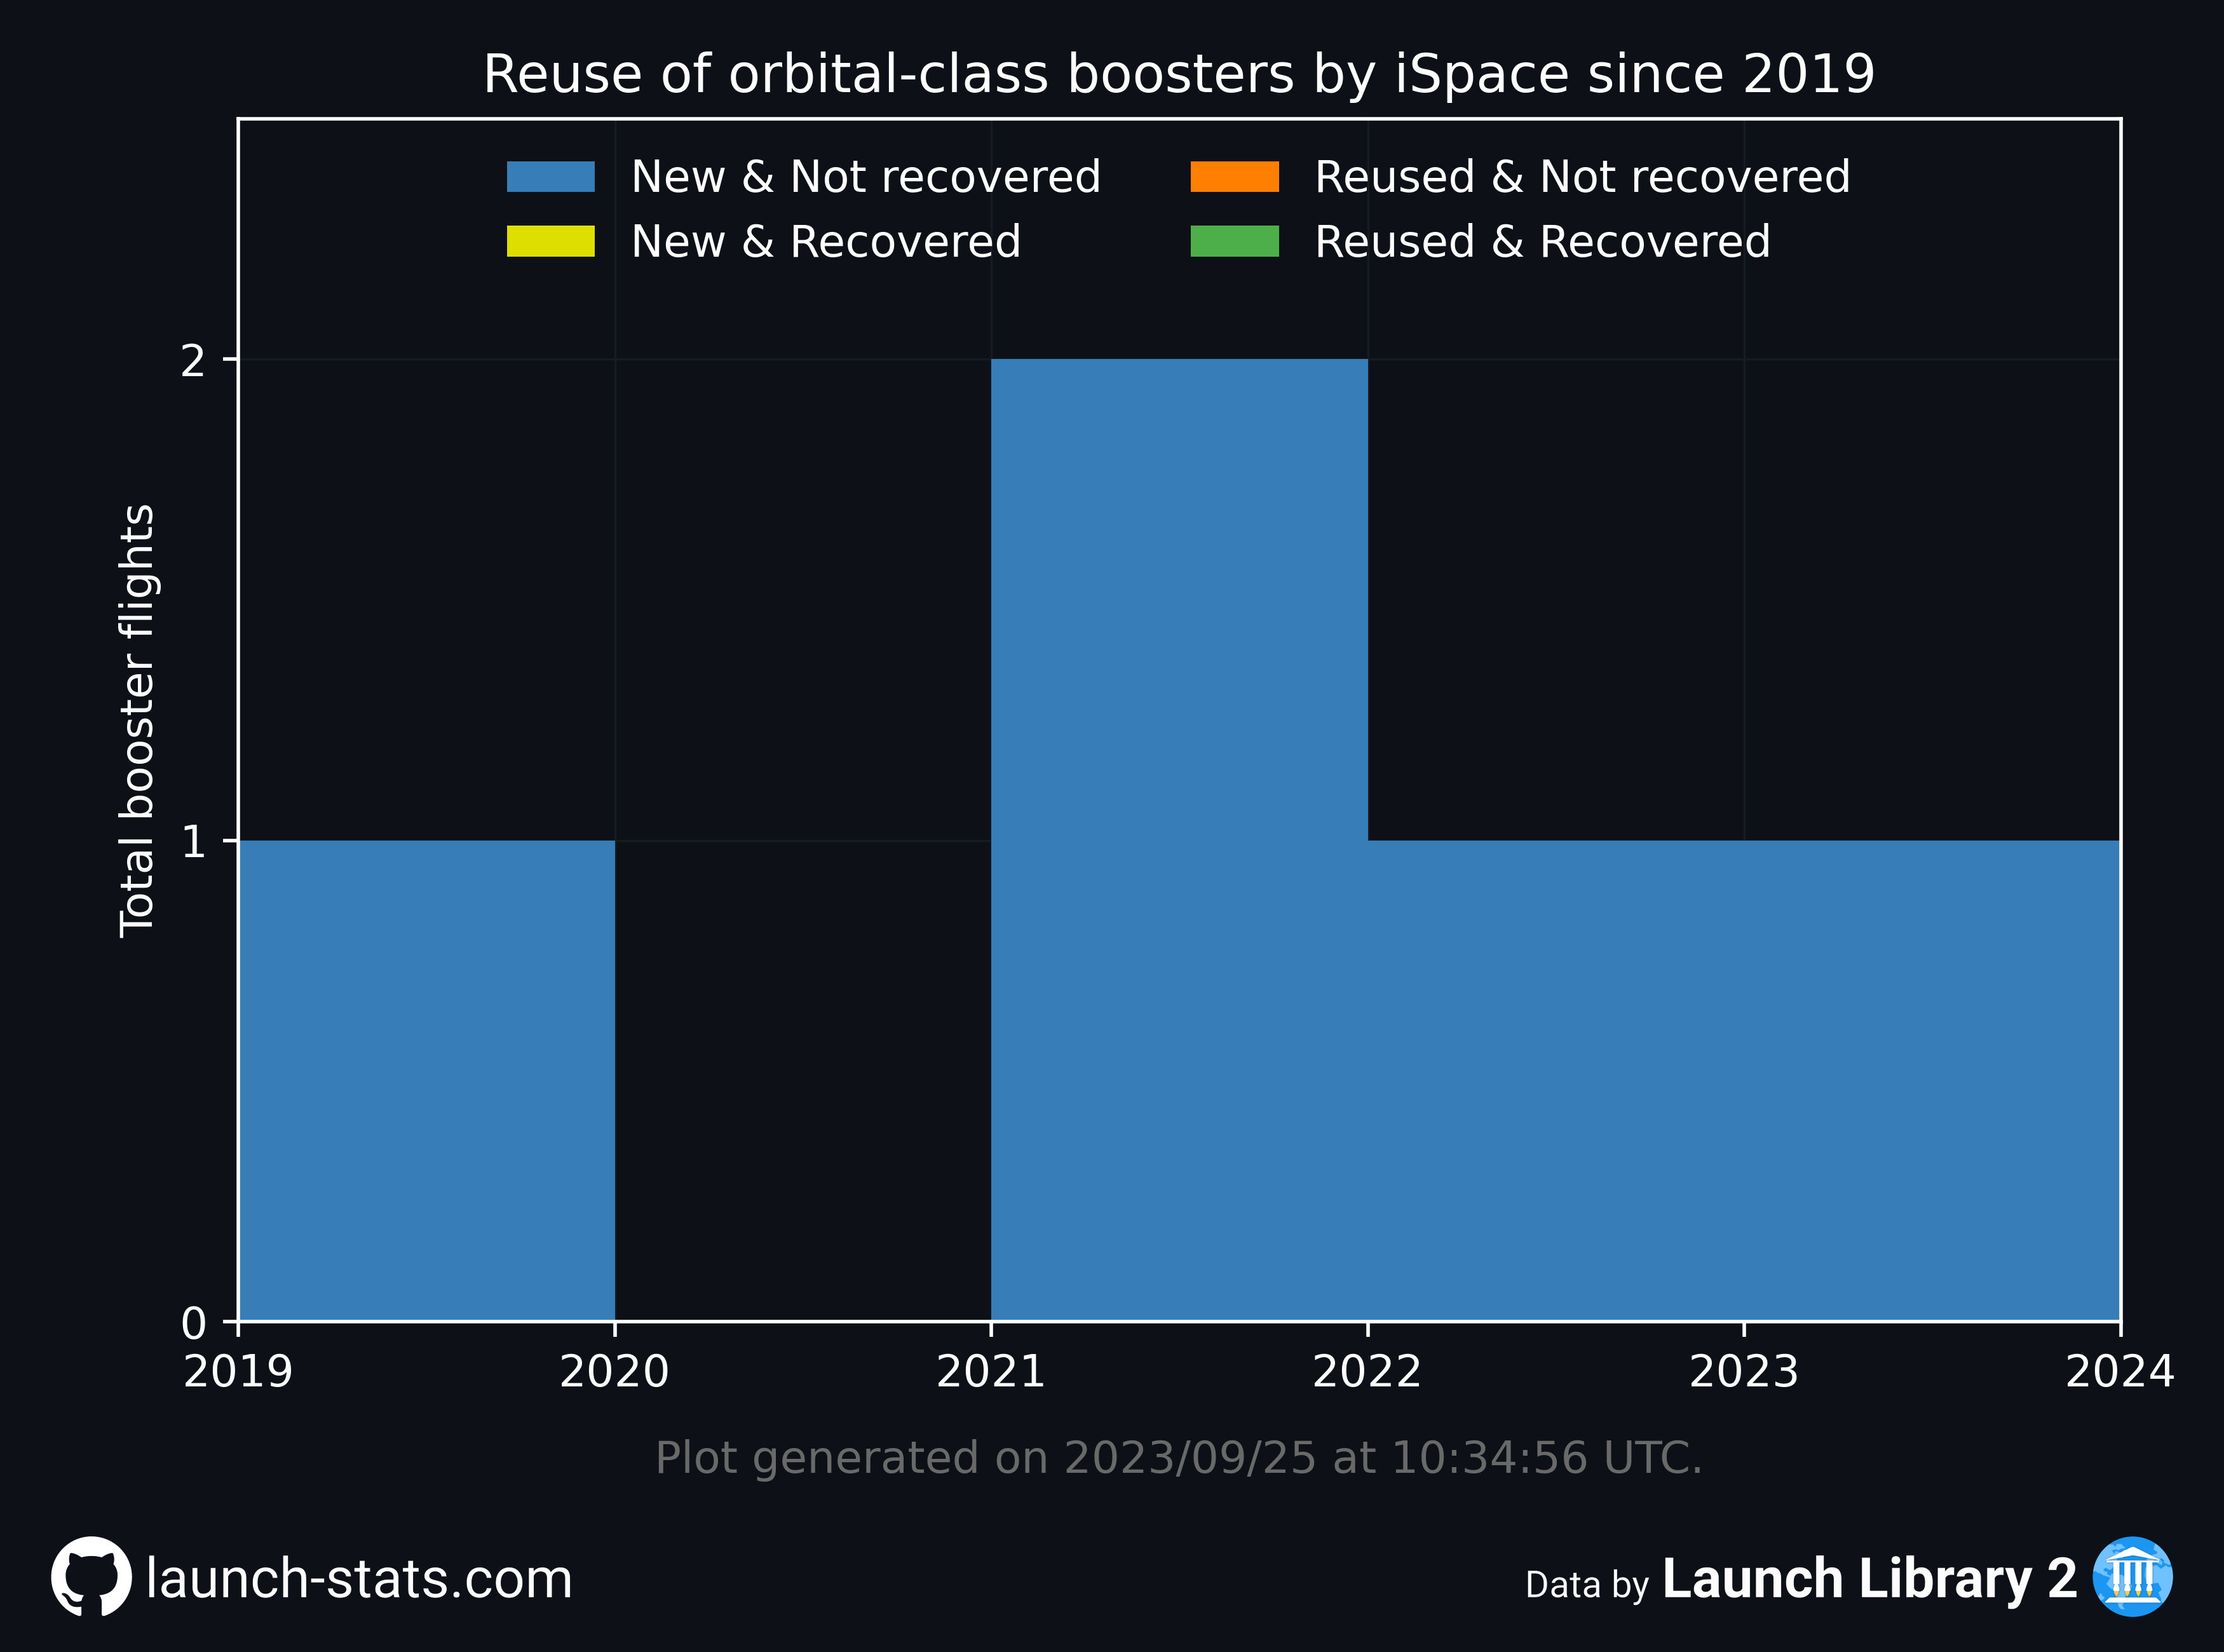 Reuse of orbital-class boosters by iSpace since 2019
New & Not recovered
New & Recovered
Reused & Not recovered
Reused & Recovered
Total booster flights
2
1
0
2019 2020 2021 2022 2023 2024
Plot generated on 2023/09/25 at 10:34:56 UTC.
launch-stats.com
Data by Launch Library 2